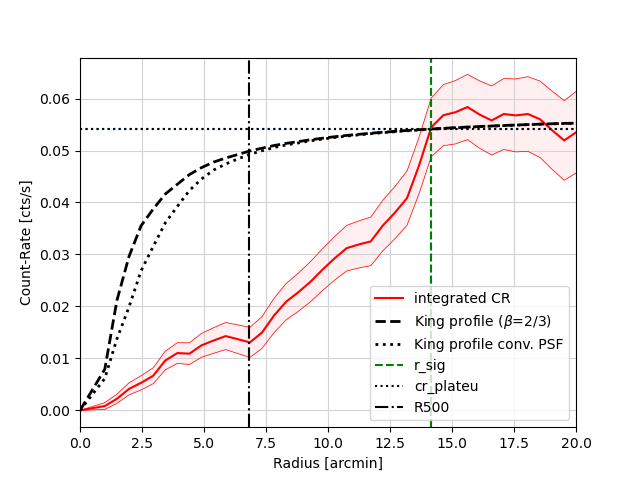 0.06
0.05
0.04
0.03
0.02
0.01
0.00
Count-Rate [cts/s]
integrated CR
King profile (β=2/3)
King profile conv. PSF
r_sig
cr_plateu
R500
0.0 2.5 5.0 7.5 10.0 12.5 15.0 17.5 20.0
Radius [arcmin]